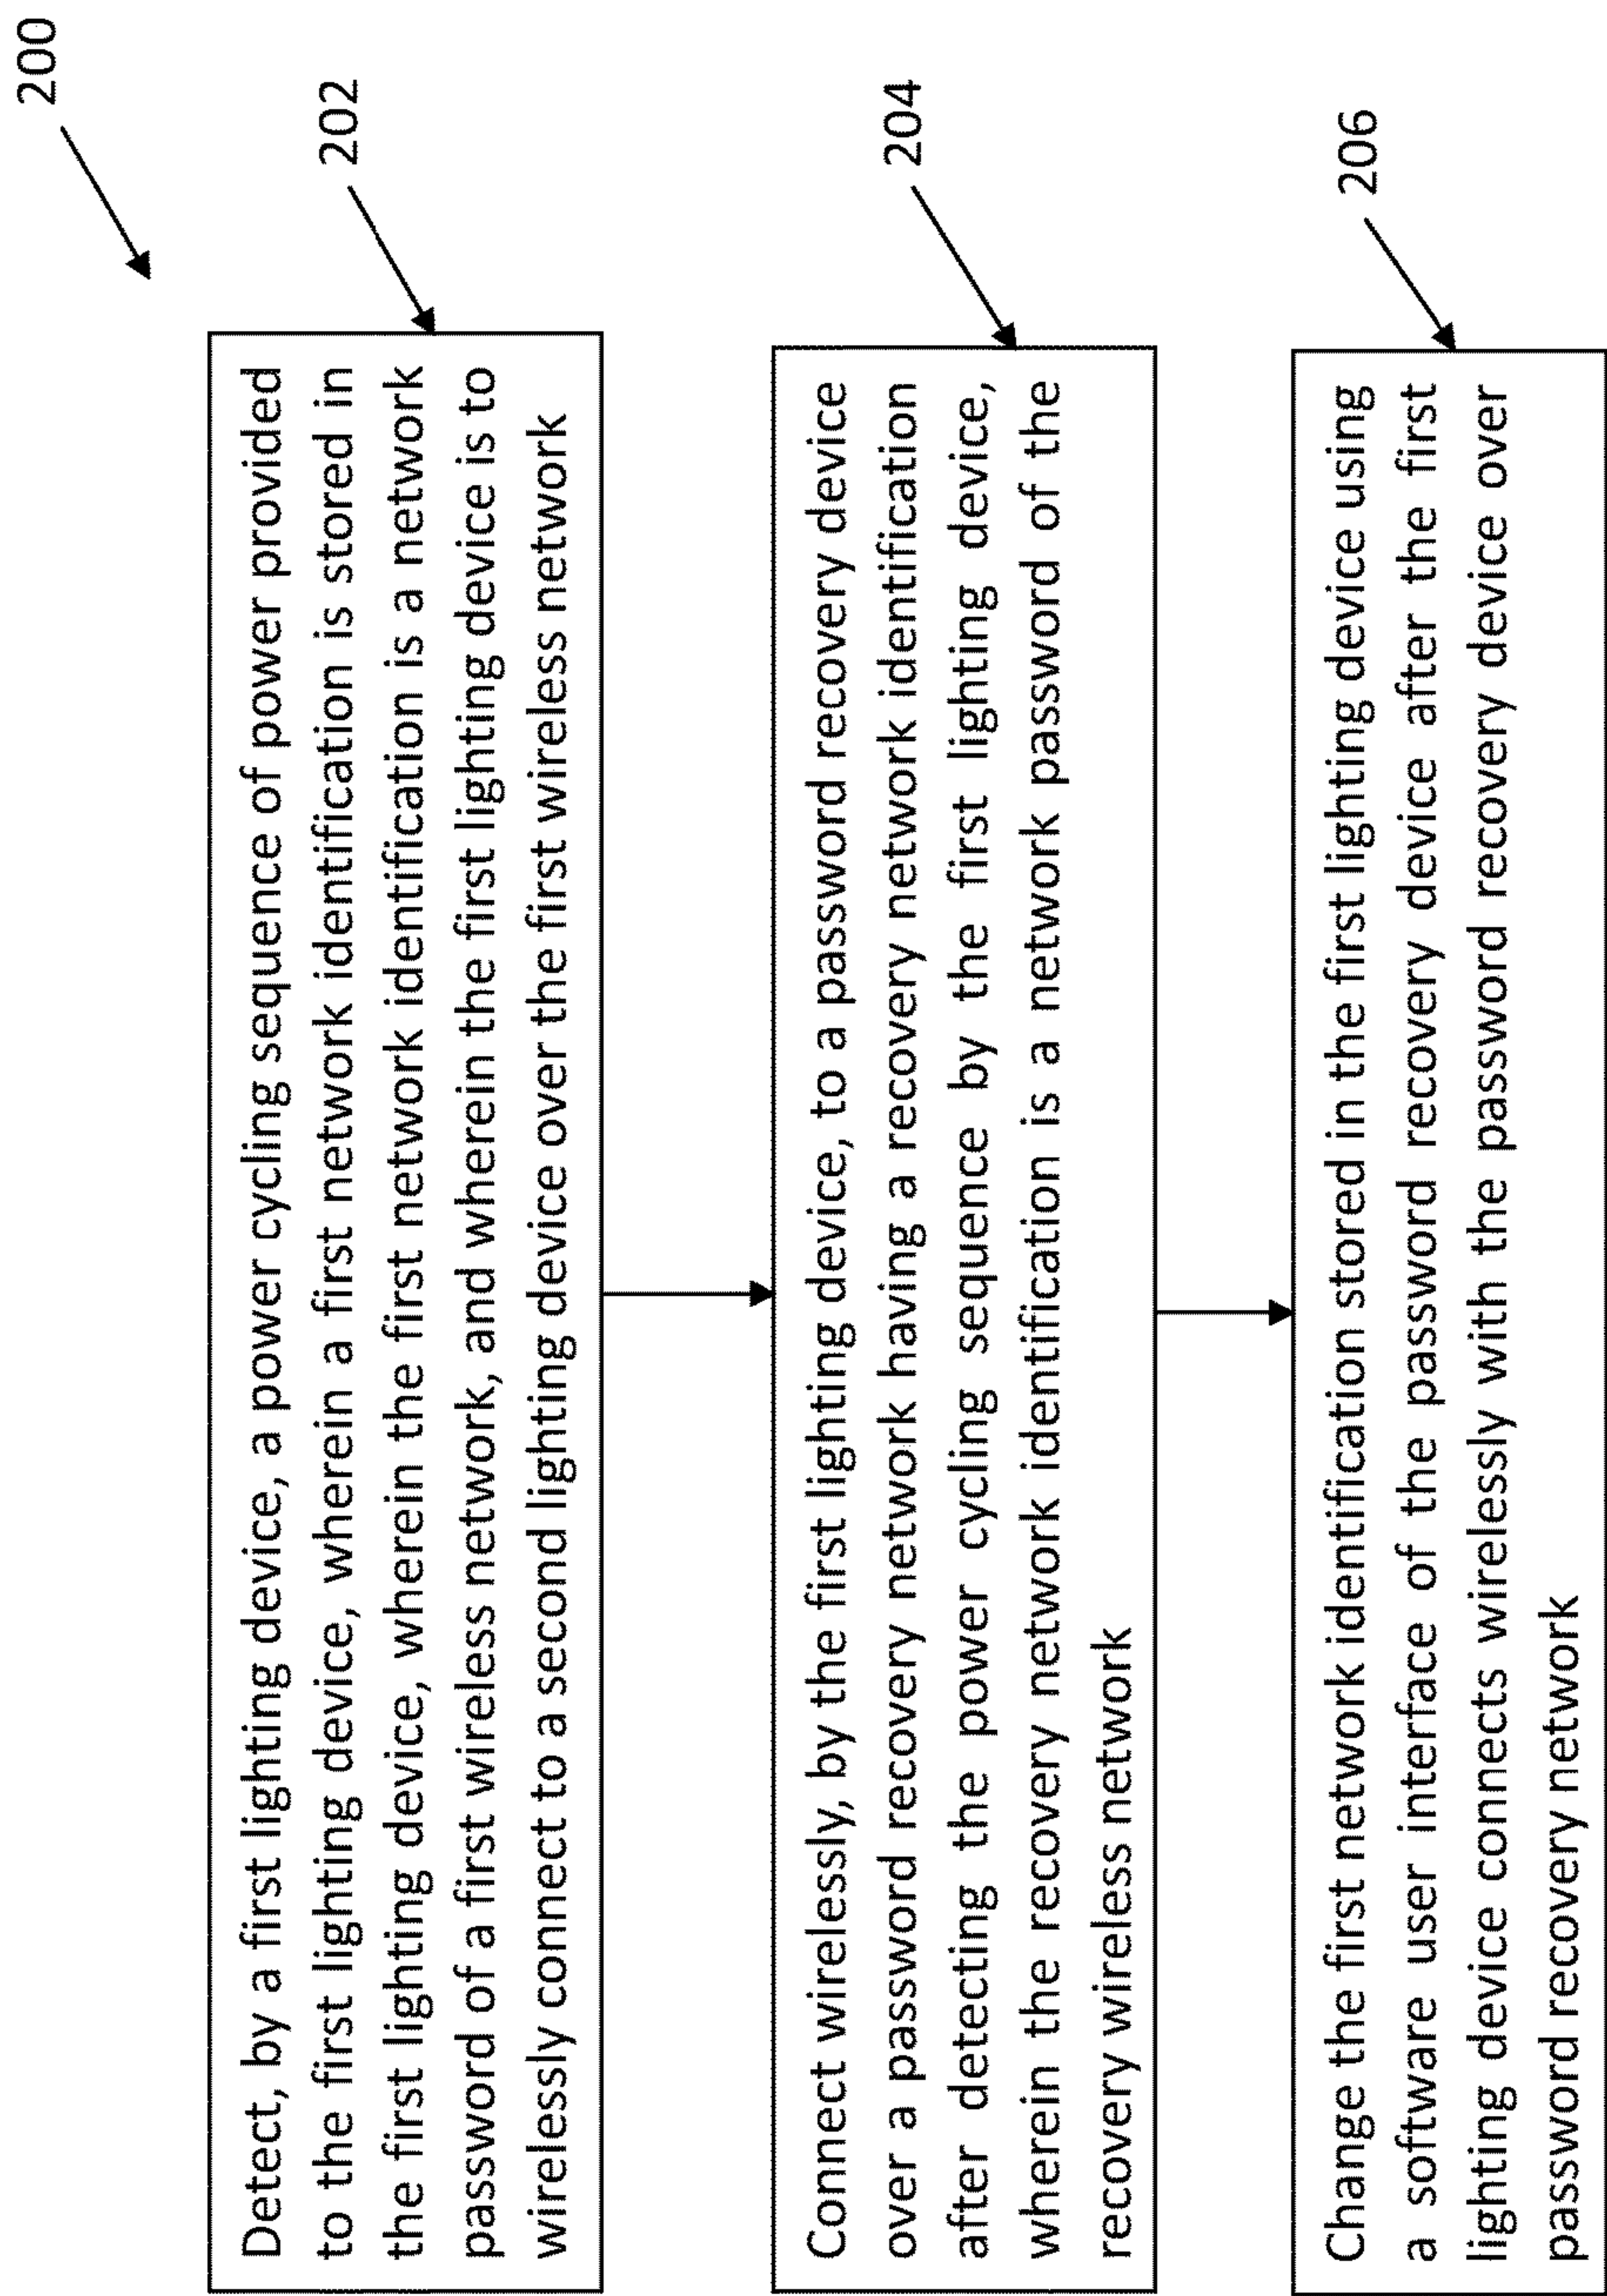 200
Detect, by a first lighting device, a power cycling sequence of power provided
to the first lighting device, wherein a first network identification is stored in
the first lighting device, wherein the first network identification is a network
password of a first wireless network, and wherein the first lighting device is to
wirelessly connect to a second lighting device over the first wireless network
202
Connect wirelessly, by the first lighting device, to a password recovery device
over a password recovery network having a recovery network identification
after detecting the power cycling sequence by the first lighting device,
wherein the recovery network identification is a network password of the
recovery wireless network
204
Change the first network identification stored in the first lighting device using
a software user interface of the password recovery device after the first
lighting device connects wirelessly with the password recovery device over
password recovery network
206